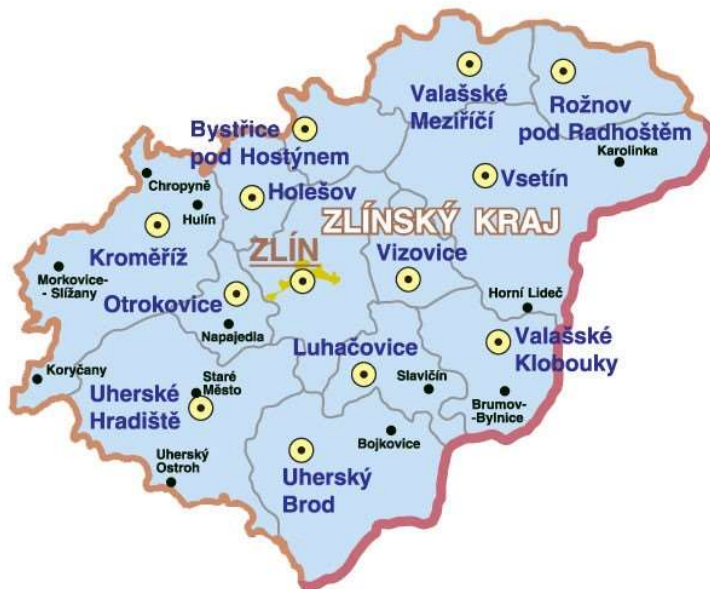 Valašské
Meziříčí
Rožnov
pod Radhoštěm
Karolinka
Bystřice
pod Hostýnem
Chropyně
Holešov
Vsetín
Hulín
ZLÍNSKÝ KRAJ
Kroměříž
ZLÍN
Vizovice
Morkovice-
- Slížany
Otrokovice
Horní Lideč
Napajedla
Valašské
Klobouky
Luhačovice
Koryčany
Staré
Město
Slavičín
Uherské
Hradiště
Brumov-
-Bylnice
Bojkovice
Uherský
Ostroh
Uherský
Brod